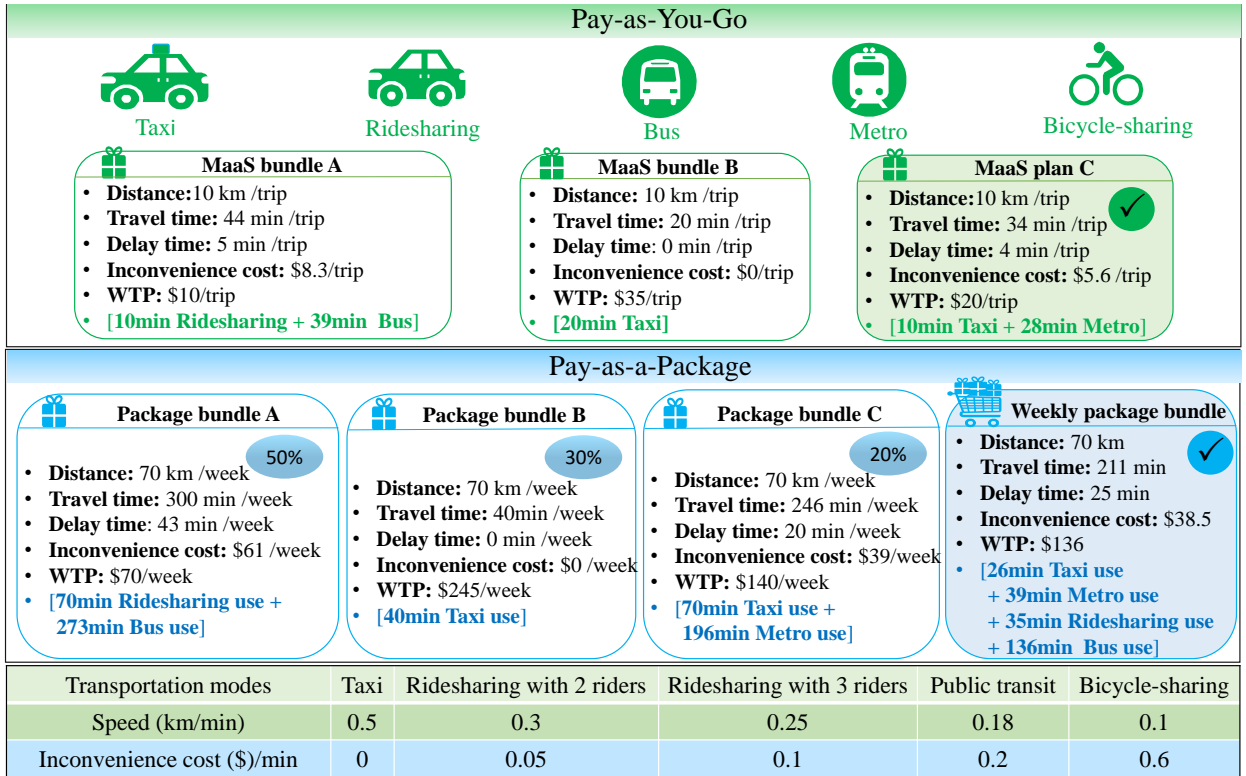 Pay-as-You-Go
Taxi
Ridesharing
Bus
Metro
Bicycle-sharing
MaaS bundle A
• Distance:10 km /trip
• Travel time: 44 min /trip
• Delay time: 5 min /trip
• Inconvenience cost: $8.3/trip
• WTP: $10/trip
• [10min Ridesharing + 39min Bus]
MaaS bundle B
• Distance: 10 km /trip
• Travel time: 20 min /trip
• Delay time: 0 min /trip
• Inconvenience cost: $0/trip
• WTP: $35/trip
• [20min Taxi]
MaaS plan C
• Distance:10 km /trip
• Travel time: 34 min /trip
• Delay time: 4 min /trip
• Inconvenience cost: $5.6 /trip
• WTP: $20/trip
• [10min Taxi + 28min Metro]
Pay-as-a-Package
Package bundle A
50%
• Distance: 70 km /week
• Travel time: 300 min /week
• Delay time: 43 min /week
• Inconvenience cost: $61 /week
• WTP: $70/week
• [70min Ridesharing use +
273min Bus use]
Package bundle B
30%
• Distance: 70 km /week
• Travel time: 40min /week
• Delay time: 0 min /week
• Inconvenience cost: $0 /week
• WTP: $245/week
• [40min Taxi use]
Package bundle C
20%
• Distance: 70 km /week
• Travel time: 246 min /week
• Delay time: 20 min /week
• Inconvenience cost: $39/week
• WTP: $140/week
• [70min Taxi use +
196min Metro use]
Weekly package bundle
• Distance: 70 km
• Travel time: 211 min
• Delay time: 25 min
• Inconvenience cost: $38.5
• WTP: $136
• [26min Taxi use
+ 39min Metro use
+ 35min Ridesharing use
+ 136min Bus use]
Transportation modes Taxi Ridesharing with 2 riders Ridesharing with 3 riders Public transit Bicycle-sharing
Speed (km/min) 0.5 0.3 0.25 0.18 0.1
Inconvenience cost ($)/min 0 0.05 0.1 0.2 0.6